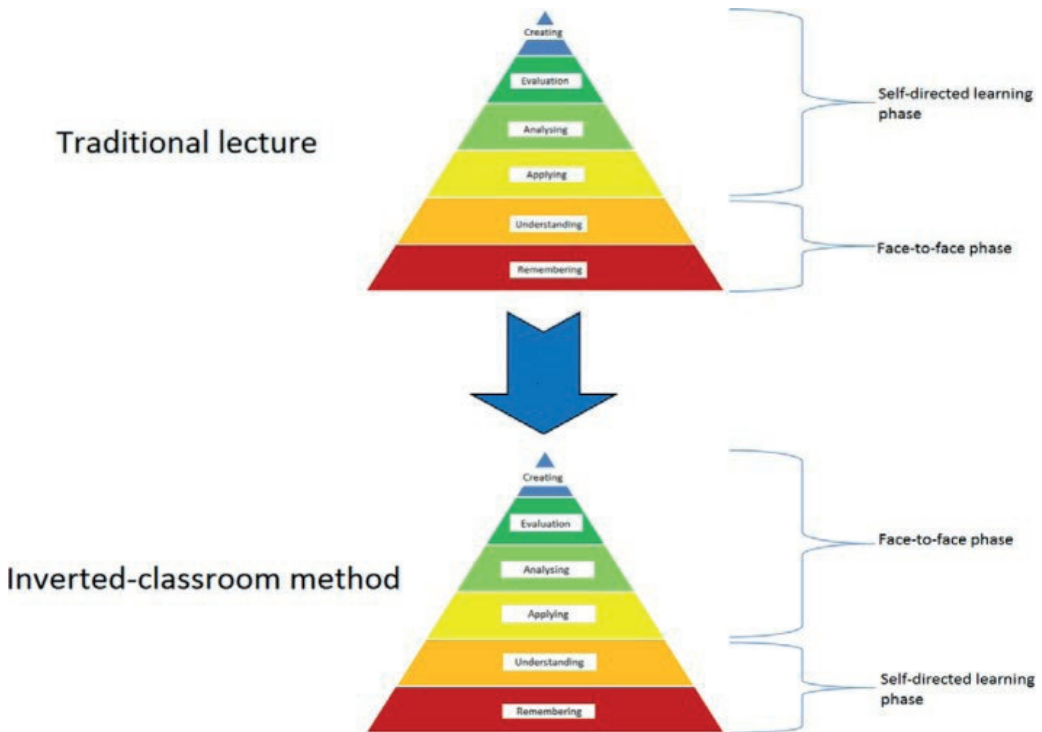 Creating
Evaluation
Self-directed learning
phase
Traditional lecture
Analysing
Applying
Understanding
Face-to-face phase
Remembering
Creating
Evaluation
Face-to-face phase
Inverted-classroom method
Analysing
Applying
Understanding
Self-directed learning
phase
Remembering